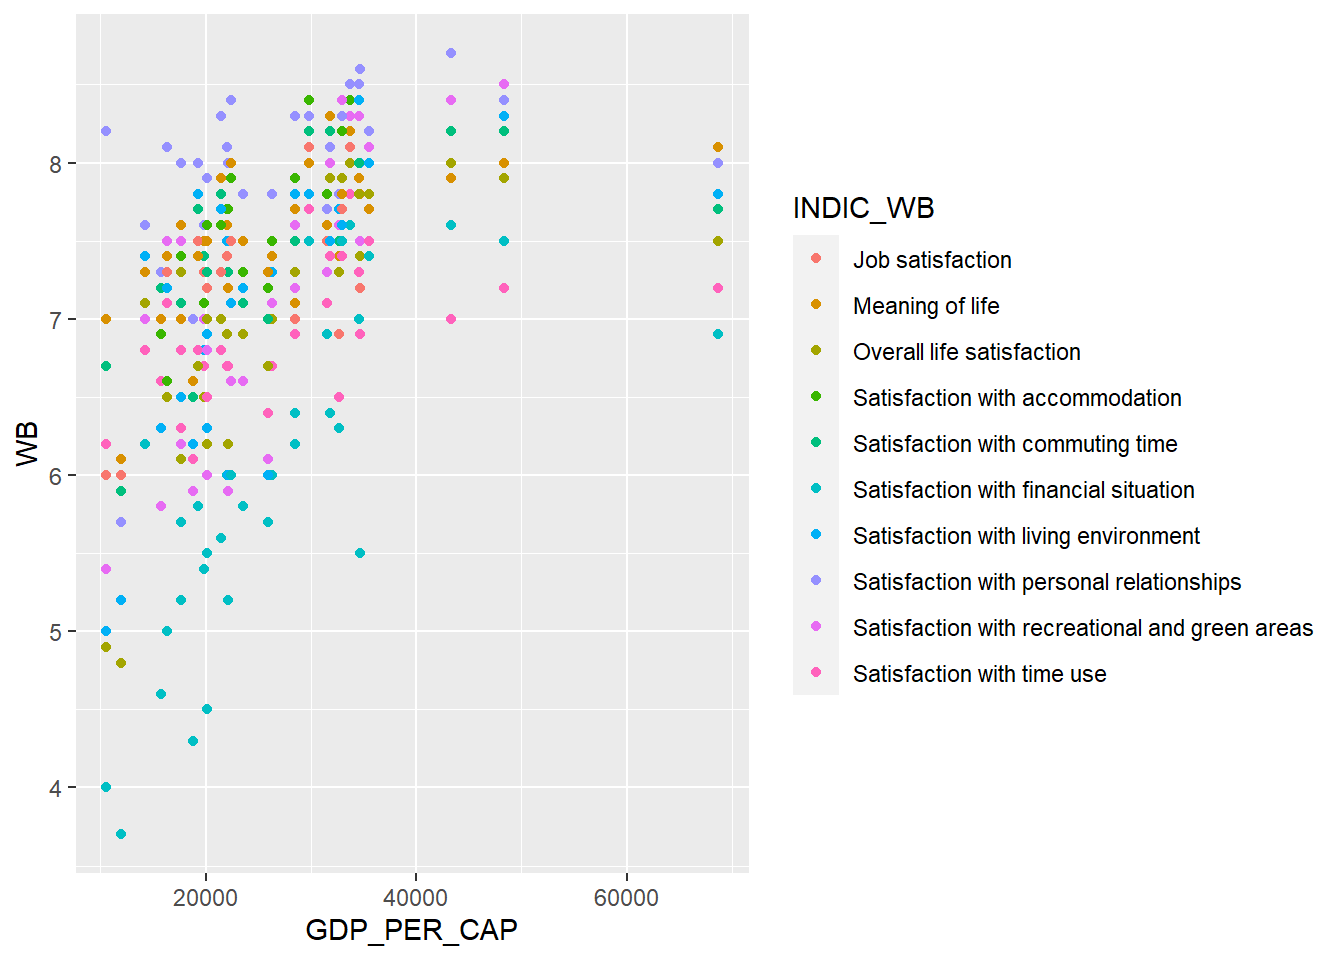 8
7
6
5
4
WB
20000
40000
60000
GDP_PER_CAP
INDIC_WB
Job satisfaction
Meaning of life
Overall life satisfaction
Satisfaction with accommodation
Satisfaction with commuting time
Satisfaction with financial situation
Satisfaction with living environment
Satisfaction with personal relationships
Satisfaction with recreational and green areas
Satisfaction with time use